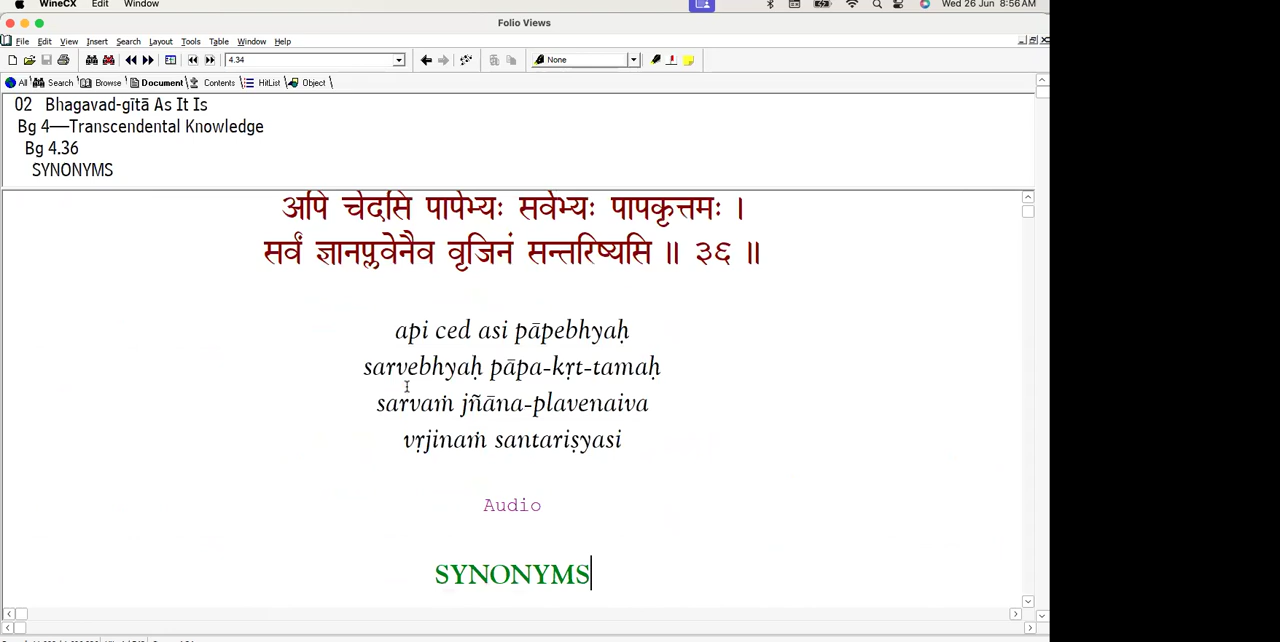 WineCX Edit Window Wed 26 Jun 8:56 AM
Folio Views
File Edit View Insert Search Layout Tools Table Window Help
4.34 None
All Search Browse Document Contents HitList Object
02 Bhagavad-gītā As It Is
Bg 4—Transcendental Knowledge
Bg 4.36
SYNONYMS
अपि चेदसि पापेभ्यः सर्वेभ्यः पापकृत्तमः ।
सर्वं ज्ञानप्लवेनैव वृजिनं सन्तरिष्यसि ॥ ३६ ॥
api ced asi pāpebhyaḥ
sarvebhyaḥ pāpa-kṛt-tamaḥ
sarvaṁ jñāna-plavenaiva
vṛjinaṁ santariṣyasi
Audio
SYNONYMS